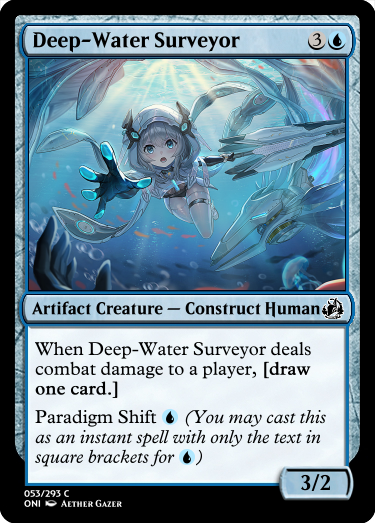 Deep-Water Surveyor 3
Artifact Creature — Construct Human
When Deep-Water Surveyor deals
combat damage to a player, [draw
one card.]
Paradigm Shift (You may cast this
as an instant spell with only the text in
square brackets for )
3/2
053/293 C
ONI Aether Gazer